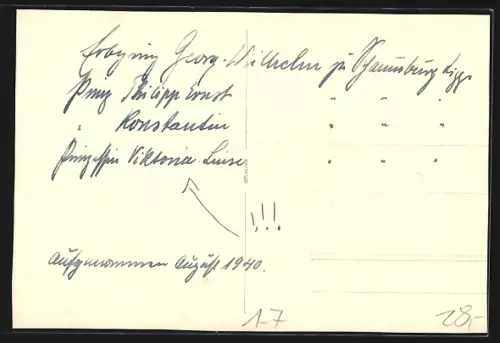 Erbprinz Georg-Wilhelm zu Schaumburg Lippe
Prinz Philipp Ernst " " "
" Konstantin " " "
Prinzessin Viktoria-Luise " " "
!!!
Aufgenommen August 1940.
1-7
28,-